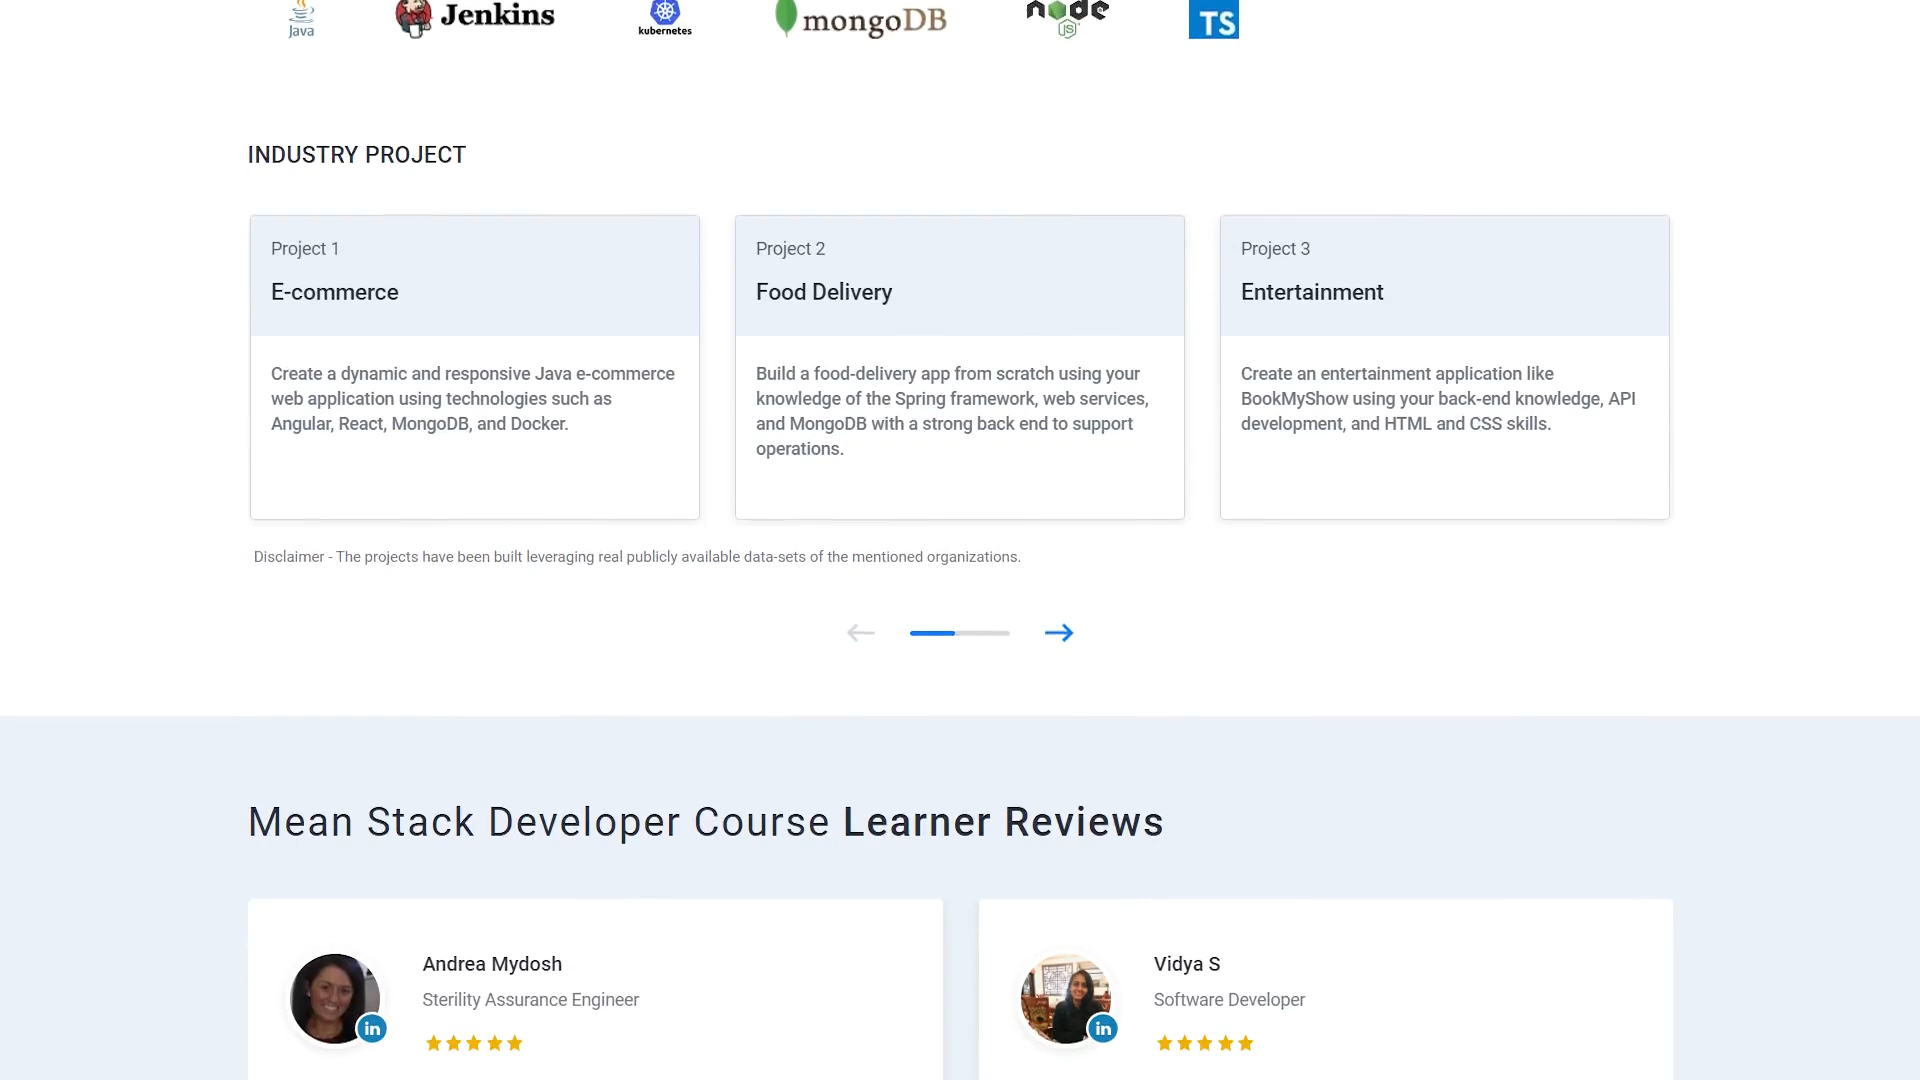 Java
Jenkins
kubernetes
mongoDB
node
JS
TS
INDUSTRY PROJECT
Project 1
E-commerce
Create a dynamic and responsive Java e-commerce
web application using technologies such as
Angular, React, MongoDB, and Docker.
Project 2
Food Delivery
Build a food-delivery app from scratch using your
knowledge of the Spring framework, web services,
and MongoDB with a strong back end to support
operations.
Project 3
Entertainment
Create an entertainment application like
BookMyShow using your back-end knowledge, API
development, and HTML and CSS skills.
Disclaimer - The projects have been built leveraging real publicly available data-sets of the mentioned organizations.
Mean Stack Developer Course Learner Reviews
Andrea Mydosh
Sterility Assurance Engineer
in
Vidya S
Software Developer
in